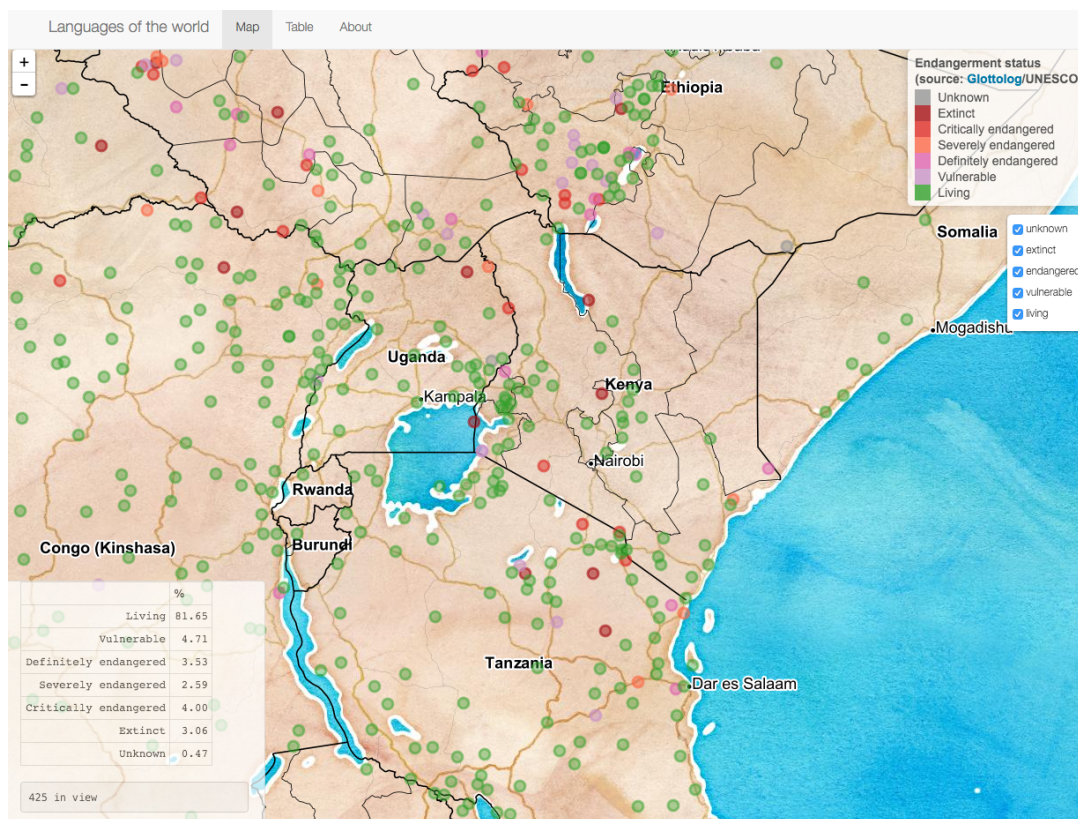 Languages of the world Map Table About
+
-
Endangerment status
(source: Glottolog/UNESCO
Unknown
Extinct
Critically endangered
Severely endangered
Definitely endangered
Vulnerable
Living
unknown
extinct
endangered
vulnerable
living
Ethiopia
Somalia
Mogadishu
Uganda
Kampala
Kenya
Nairobi
Rwanda
Burundi
Congo (Kinshasa)
Tanzania
Dar es Salaam
%
Living 81.65
Vulnerable 4.71
Definitely endangered 3.53
Severely endangered 2.59
Critically endangered 4.00
Extinct 3.06
Unknown 0.47
425 in view